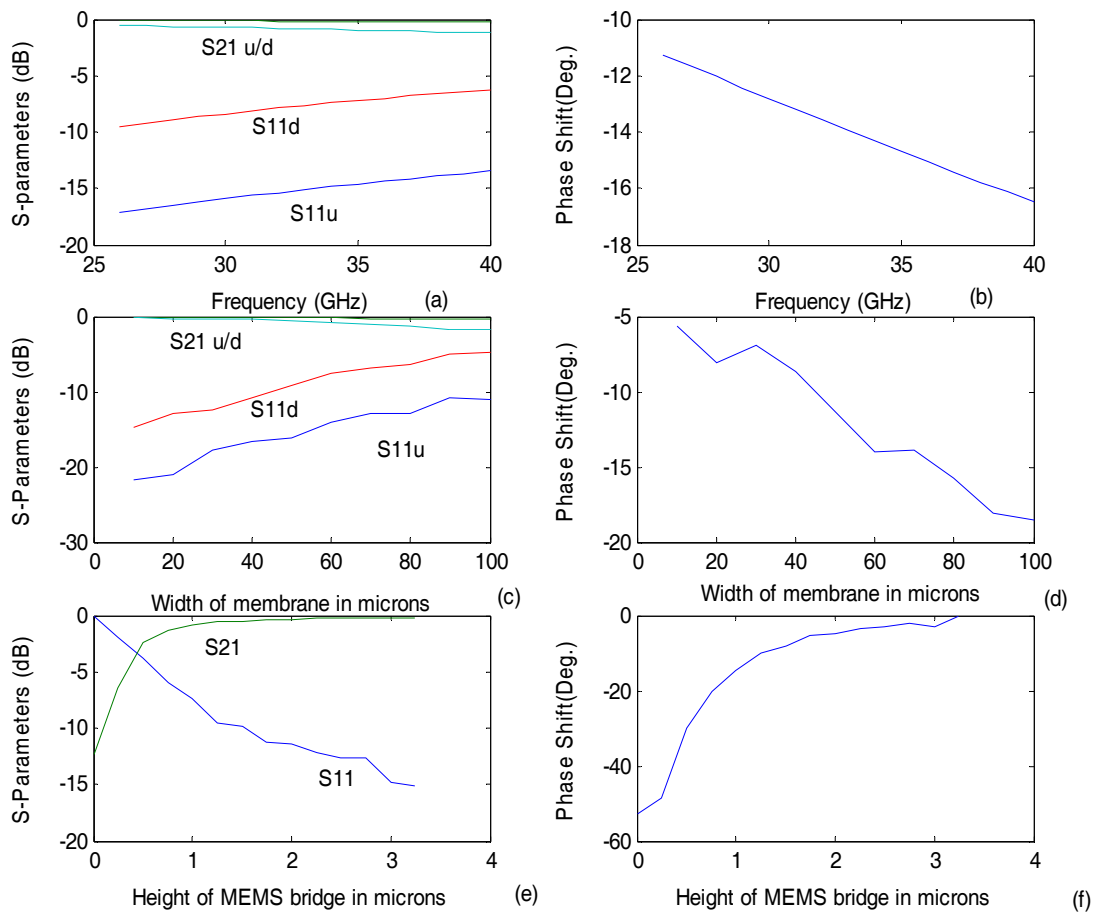 S-parameters (dB)
0
-5
-10
-15
-20
S21 u/d
S11d
S11u
25
30
35
40
Frequency (GHz)
(a)
Phase Shift(Deg.)
-10
-12
-14
-16
-18
25
30
35
40
Frequency (GHz)
(b)
S-Parameters (dB)
0
-10
-20
-30
S21 u/d
S11d
S11u
0
20
40
60
80
100
Width of membrane in microns
(c)
Phase Shift(Deg.)
-5
-10
-15
-20
0
20
40
60
80
100
Width of membrane in microns
(d)
S-Parameters (dB)
0
-5
-10
-15
-20
S21
S11
0
1
2
3
4
Height of MEMS bridge in microns
(e)
Phase Shift(Deg.)
0
-20
-40
-60
0
1
2
3
4
Height of MEMS bridge in microns
(f)